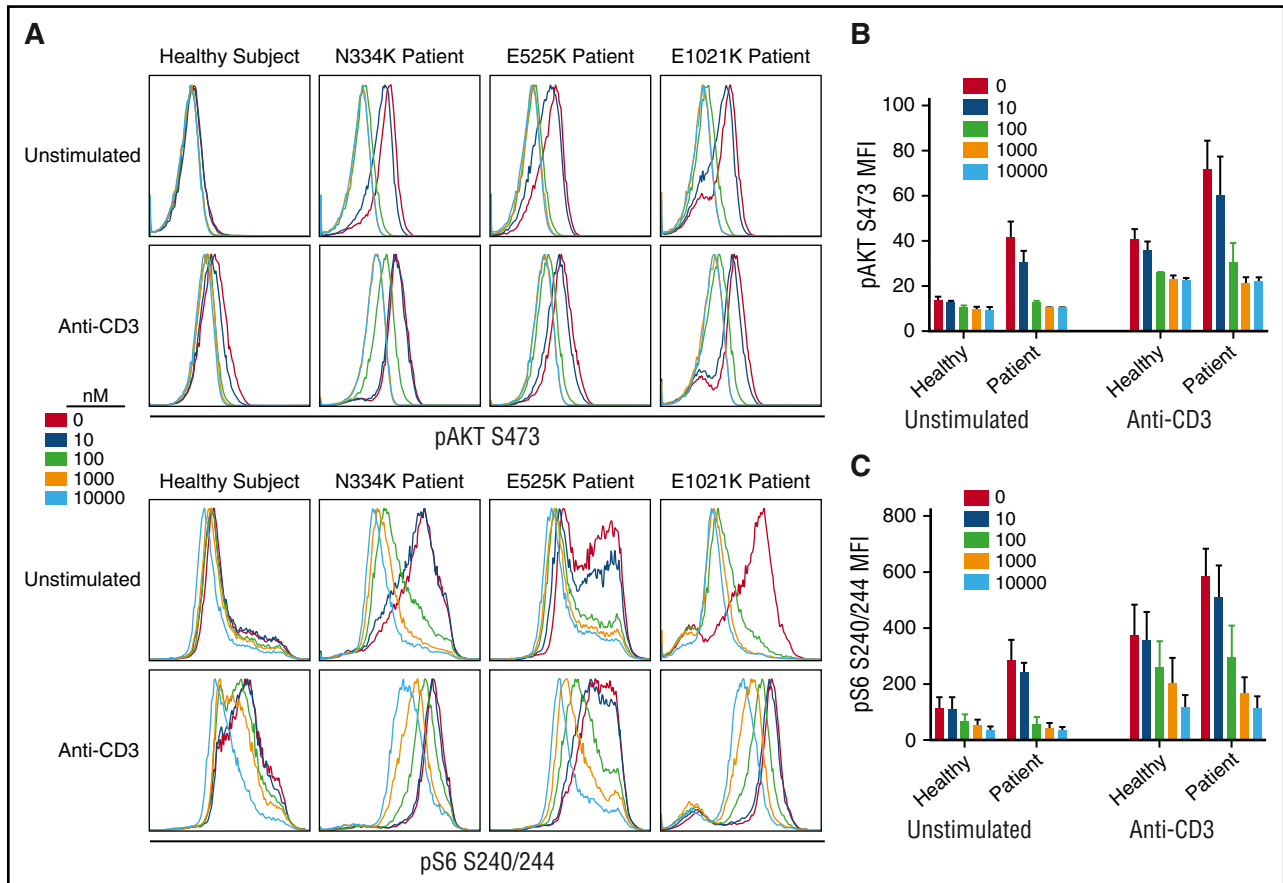 A
Healthy Subject N334K Patient E525K Patient E1021K Patient
Unstimulated
Anti-CD3
nM
0
10
100
1000
10000
pAKT S473
Healthy Subject N334K Patient E525K Patient E1021K Patient
Unstimulated
Anti-CD3
pS6 S240/244
B
0
10
100
1000
10000
pAKT S473 MFI
100
80
60
40
20
0
Healthy Patient Healthy Patient
Unstimulated Anti-CD3
C
0
10
100
1000
10000
pS6 S240/244 MFI
800
600
400
200
0
Healthy Patient Healthy Patient
Unstimulated Anti-CD3